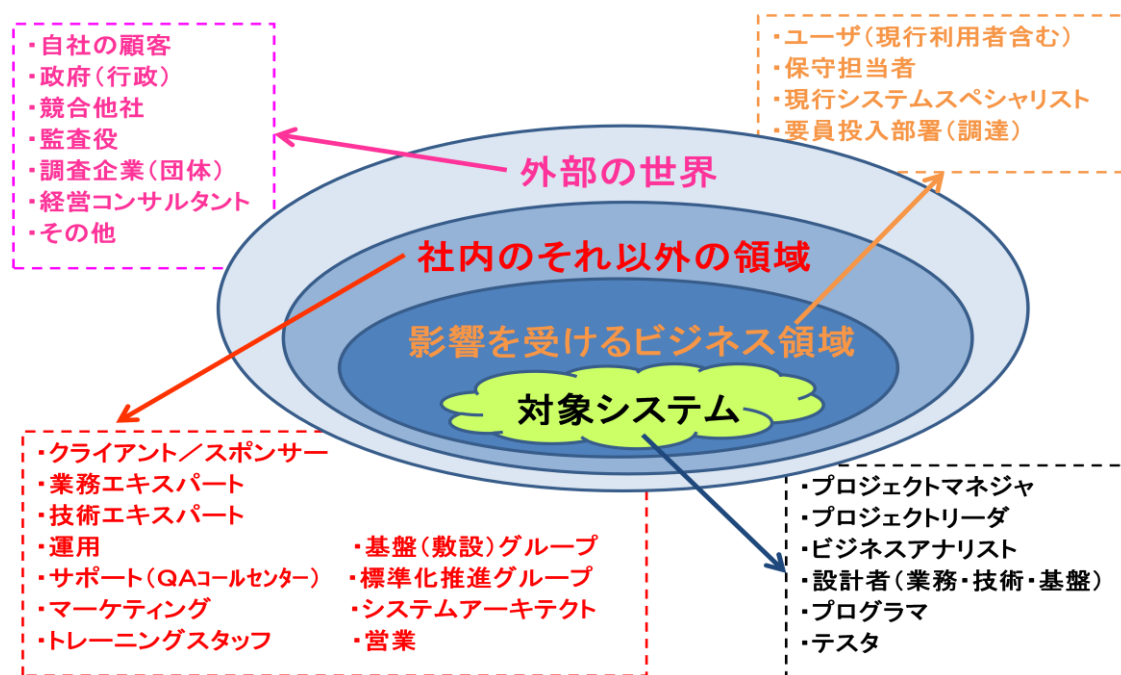 ・自社の顧客
・政府(行政)
・競合他社
・監査役
・調査企業(団体)
・経営コンサルタント
・その他
・ユーザ(現行利用者含む)
・保守担当者
・現行システムスペシャリスト
・要員投入部署(調達)
外部の世界
社内のそれ以外の領域
影響を受けるビジネス領域
対象システム
・クライアント/スポンサー
・業務エキスパート
・技術エキスパート
・運用
・サポート(QAコールセンター)
・マーケティング
・トレーニングスタッフ
・基盤(敷設)グループ
・標準化推進グループ
・システムアーキテクト
・営業
・プロジェクトマネジャ
・プロジェクトリーダ
・ビジネスアナリスト
・設計者(業務・技術・基盤)
・プログラマ
・テスタ